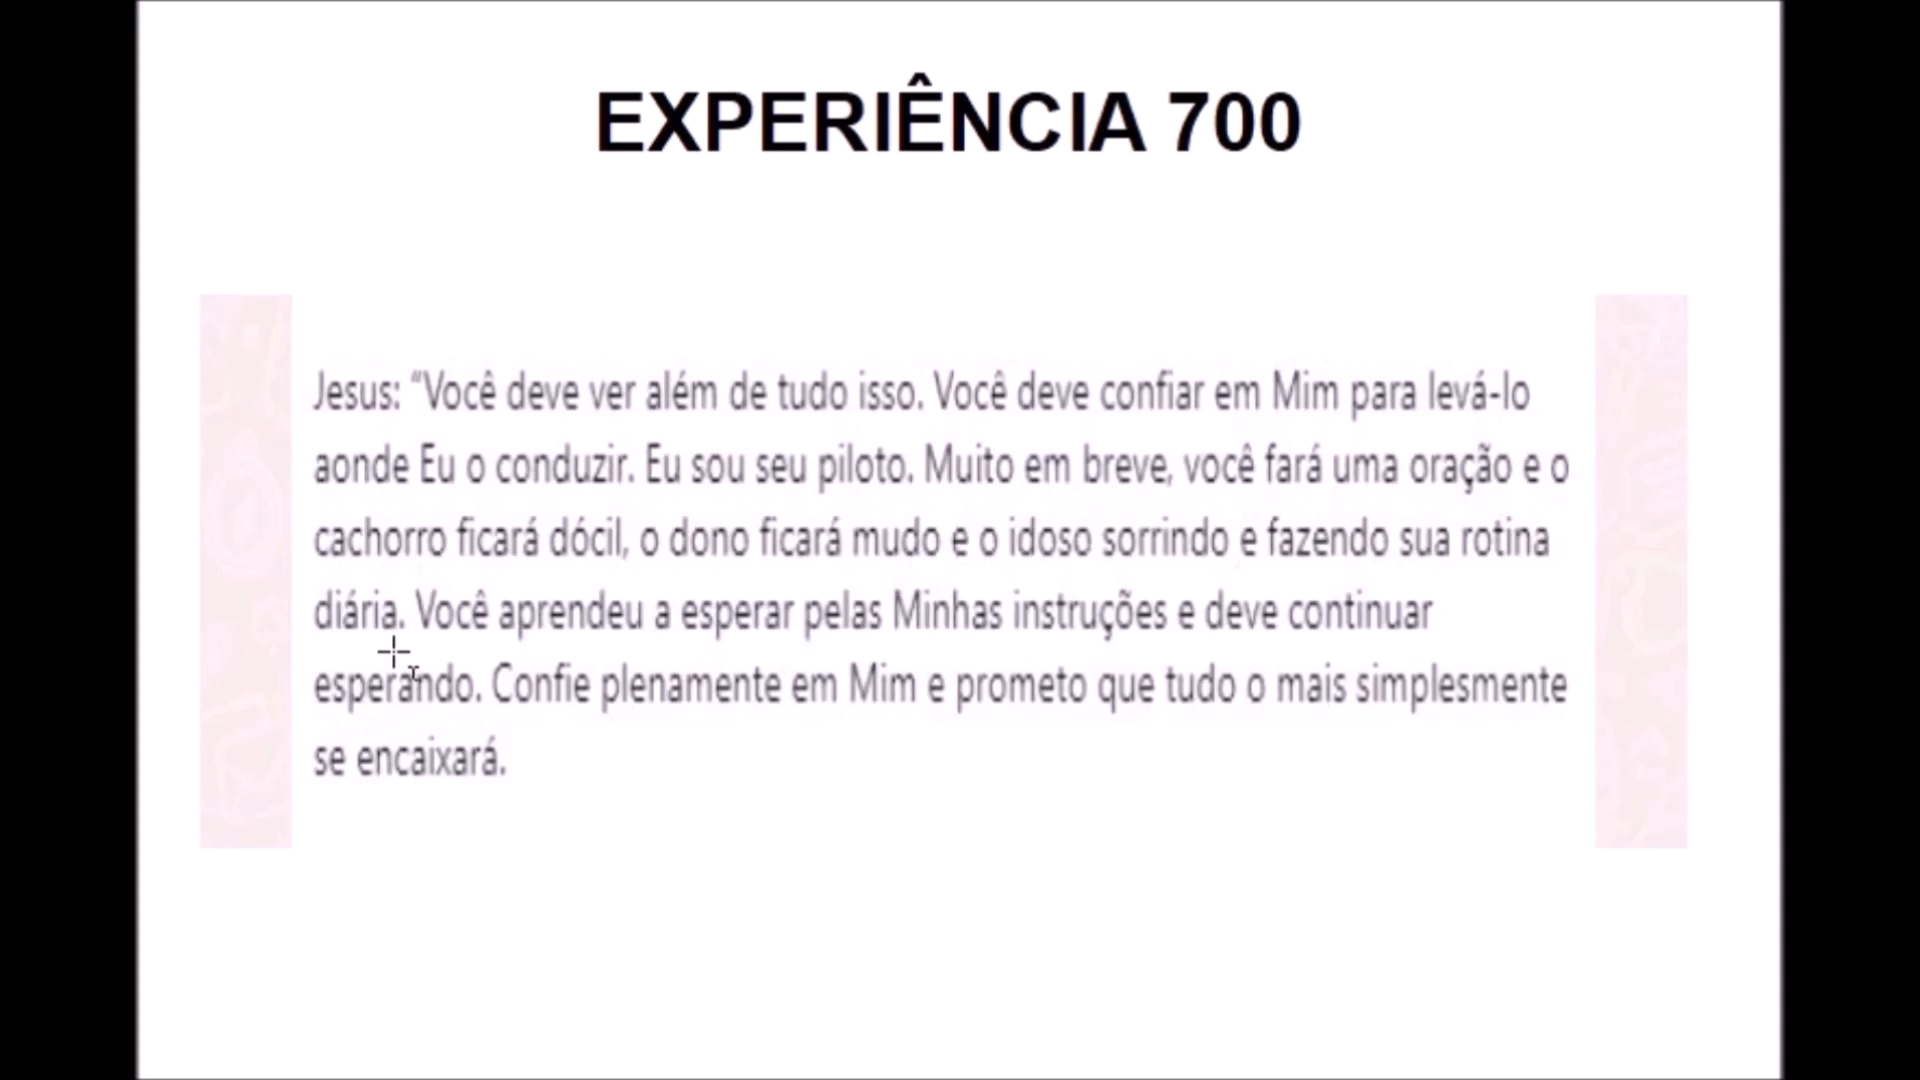 EXPERIÊNCIA 700
Jesus: “Você deve ver além de tudo isso. Você deve confiar em Mim para levá-lo
aonde Eu o conduzir. Eu sou seu piloto. Muito em breve, você fará uma oração e o
cachorro ficará dócil, o dono ficará mudo e o idoso sorrindo e fazendo sua rotina
diária. Você aprendeu a esperar pelas Minhas instruções e deve continuar
esperando. Confie plenamente em Mim e prometo que tudo o mais simplesmente
se encaixará.